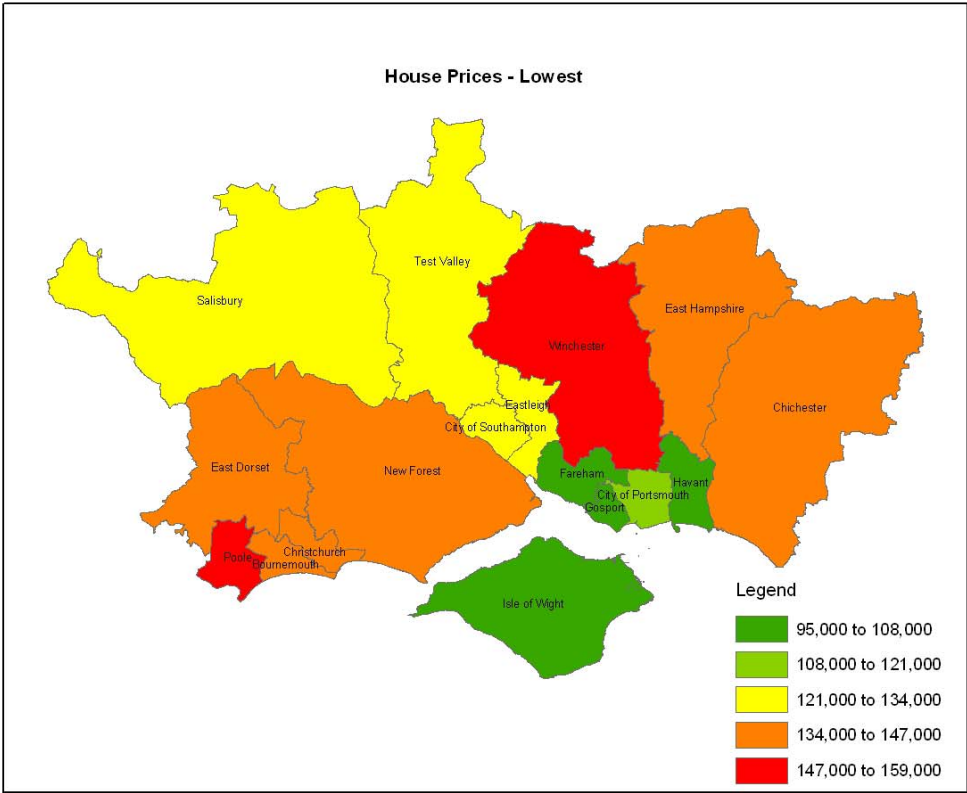 House Prices - Lowest
Test Valley
Salisbury
East Hampshire
Winchester
Eastleigh
Chichester
City of Southampton
East Dorset
New Forest
Fareham
Havant
City of Portsmouth
Gosport
Christchurch
Poole
Bournemouth
Isle of Wight
Legend
95,000 to 108,000
108,000 to 121,000
121,000 to 134,000
134,000 to 147,000
147,000 to 159,000